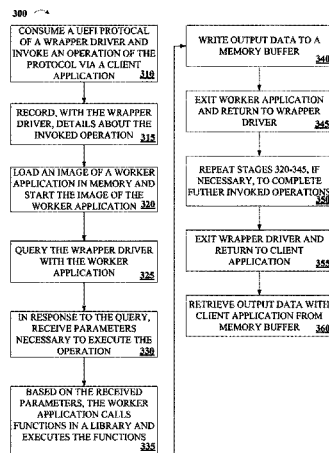 300
CONSUME A UEFI PROTOCAL
OF A WRAPPER DRIVER AND
INVOKE AN OPERATION OF THE
PROTOCOL VIA A CLIENT
APPLICATION 310
RECORD, WITH THE WRAPPER
DRIVER, DETAILS ABOUT THE
INVOKED OPERATION 315
LOAD AN IMAGE OF A WORKER
APPLICATION IN MEMORY AND
START THE IMAGE OF THE
WORKER APPLICATION 320
QUERY THE WRAPPER DRIVER
WITH THE WORKER
APPLICATION 325
IN RESPONSE TO THE QUERY,
RECEIVE PARAMETERS
NECESSARY TO EXECUTE THE
OPERATION 330
BASED ON THE RECEIVED
PARAMETERS, THE WORKER
APPLICATION CALLS
FUNCTIONS IN A LIBRARY AND
EXECUTES THE FUNCTIONS 335
WRITE OUTPUT DATA TO A
MEMORY BUFFER 340
EXIT WORKER APPLICATION
AND RETURN TO WRAPPER
DRIVER 345
REPEAT STAGES 320-345, IF
NECESSARY, TO COMPLETE
FUTHER INVOKED OPERATIONS
350
EXIT WRAPPER DRIVER AND
RETURN TO CLIENT
APPLICATION 355
RETRIEVE OUTPUT DATA WITH
CLIENT APPLICATION FROM
MEMORY BUFFER 360